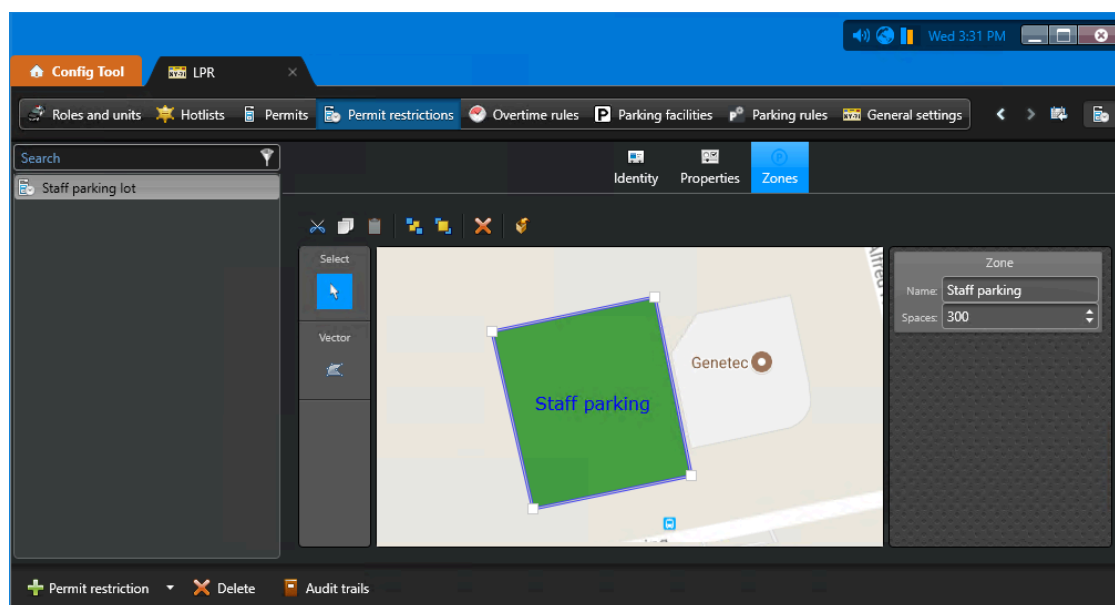 Wed 3:31 PM
Config Tool
LPR
Roles and units
Hotlists
Permits
Permit restrictions
Overtime rules
Parking facilities
Parking rules
General settings
Search
Staff parking lot
Identity
Properties
Zones
Select
Vector
Genetec
Staff parking
Zone
Name: Staff parking
Spaces: 300
Permit restriction
Delete
Audit trails